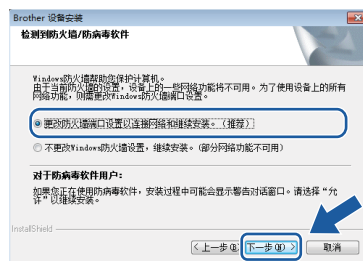 Brother 设备安装
检测到防火墙/防病毒软件
Windows防火墙帮助您保护计算机。
由于当前防火墙的设置，设备上的一些网络功能将不可用。为了使用设备上的所有
网络功能，则需更改Windows防火墙端口设置。
更改防火墙端口设置以连接网络和继续安装。（推荐）
不更改Windows防火墙设置，继续安装。（部分网络功能不可用）
对于防病毒软件用户：
如果您正在使用防病毒软件，安装过程中可能会显示警告对话窗口。请选择“允
许”以继续安装。
InstallShield
<上一步(B) 下一步(N)> 取消